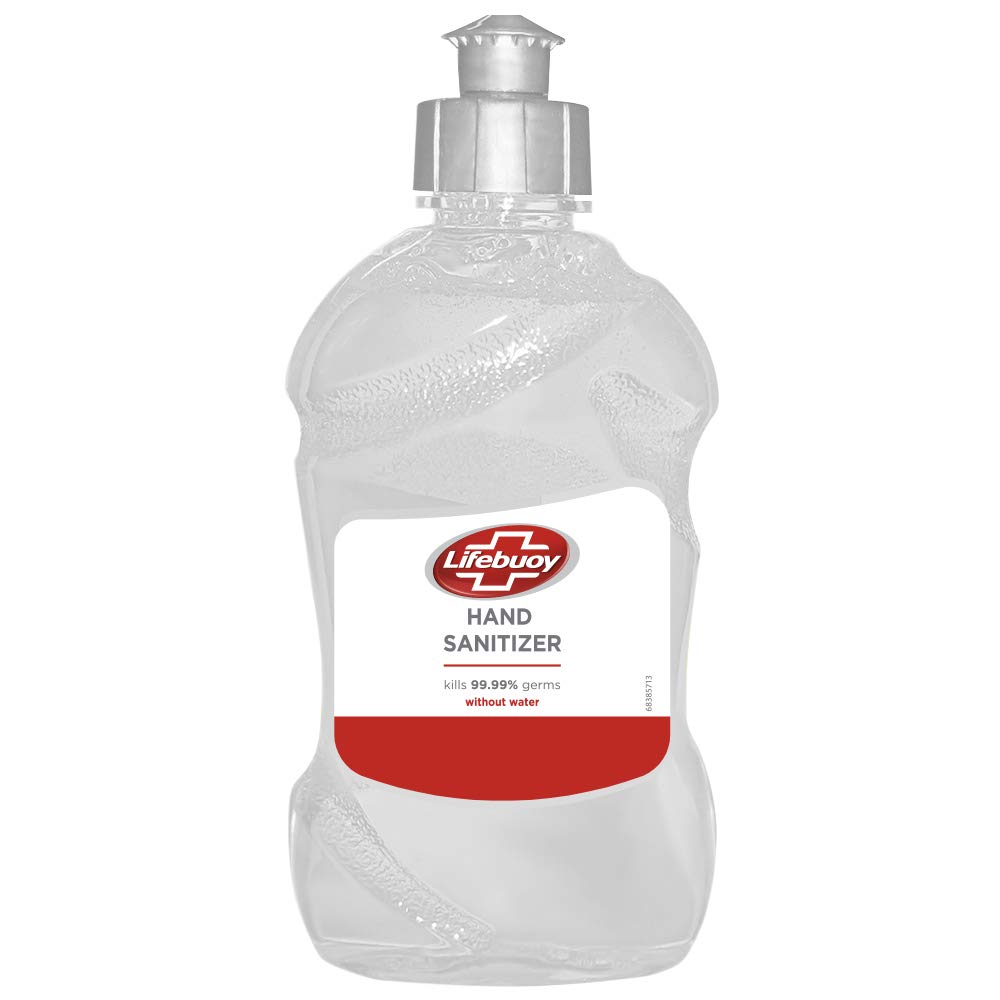 Lifebuoy
HAND
SANITIZER
kills 99.99% germs
without water
68385713